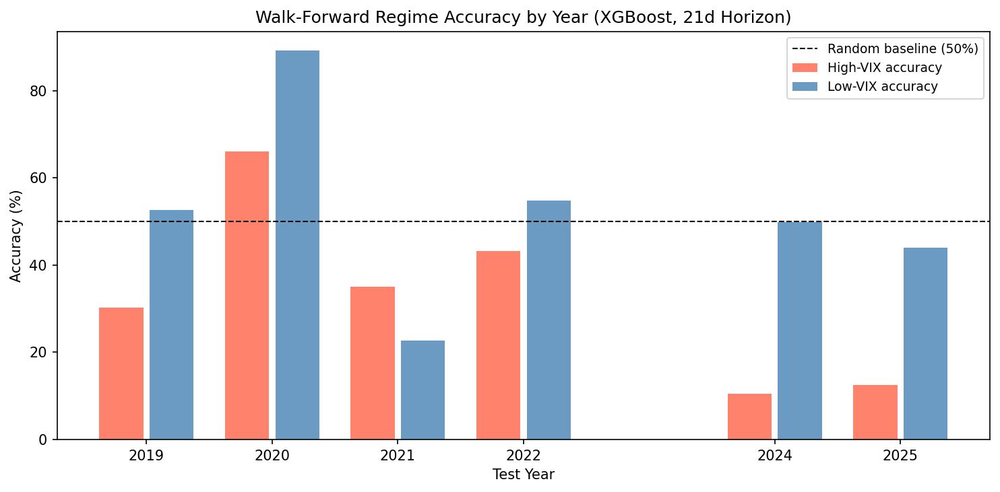 Walk-Forward Regime Accuracy by Year (XGBoost, 21d Horizon)
Random baseline (50%)
High-VIX accuracy
Low-VIX accuracy
Accuracy (%)
80
60
40
20
0
2019 2020 2021 2022 2024 2025
Test Year